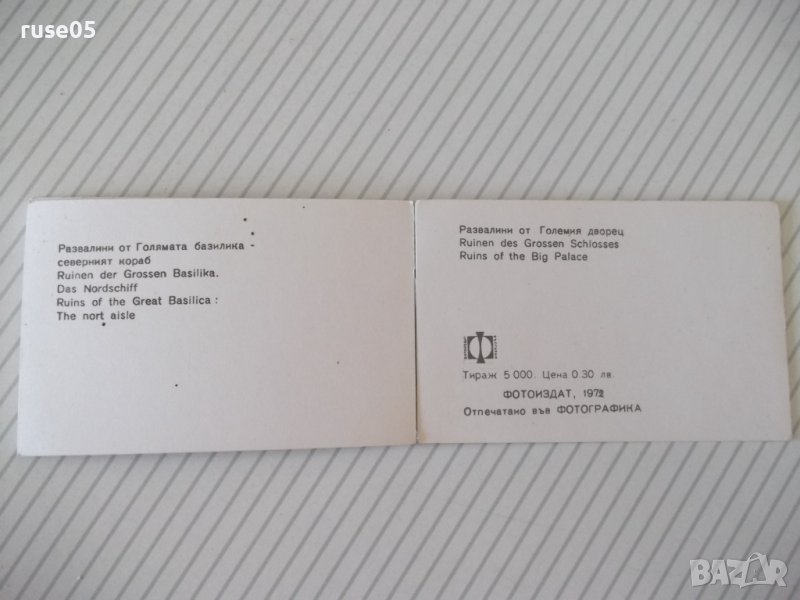 ruse05
Развалини от Голямата базилика -
северният кораб
Ruinen der Grossen Basilika.
Das Nordschiff
Ruins of the Great Basilica :
The nort aisle
Развалини от Големия дворец
Ruinen des Grossen Schlosses
Ruins of the Big Palace
Тираж 5 000. Цена 0.30 лв.
ФОТОИЗДАТ, 1972
Отпечатано във ФОТОГРАФИКА
BAZAR